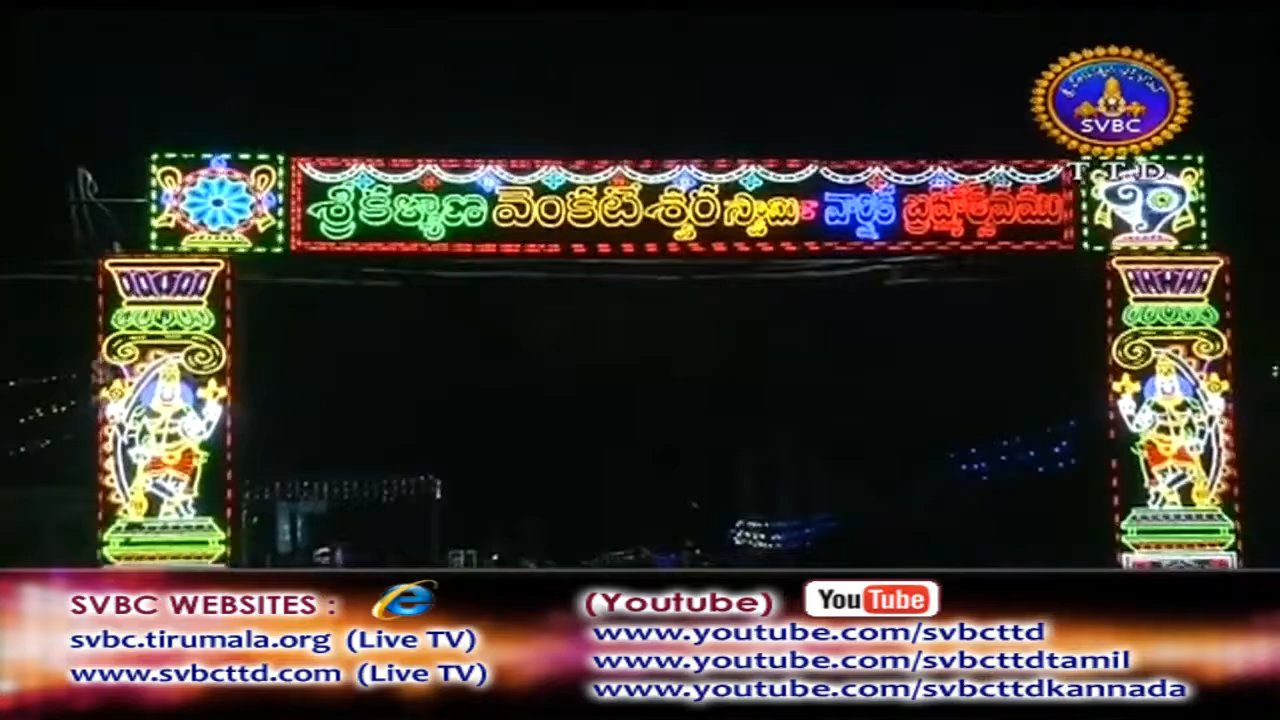 SVBC
T T D
శ్రీ కళ్యాణ వెంకటేశ్వర స్వామి వార్షిక బ్రహ్మోత్సవము
SVBC WEBSITES :
svbc.tirumala.org (Live TV)
www.svbcttd.com (Live TV)
(Youtube) YouTube
www.youtube.com/svbcttd
www.youtube.com/svbcttdtamil
www.youtube.com/svbcttdkannada